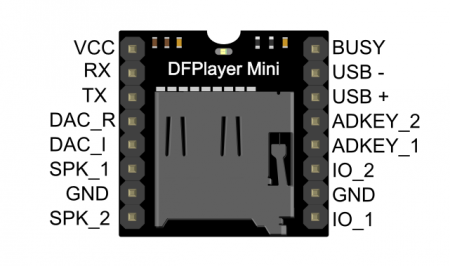 VCC
RX
TX
DAC_R
DAC_I
SPK_1
GND
SPK_2
DFPlayer Mini
BUSY
USB -
USB +
ADKEY_2
ADKEY_1
IO_2
GND
IO_1